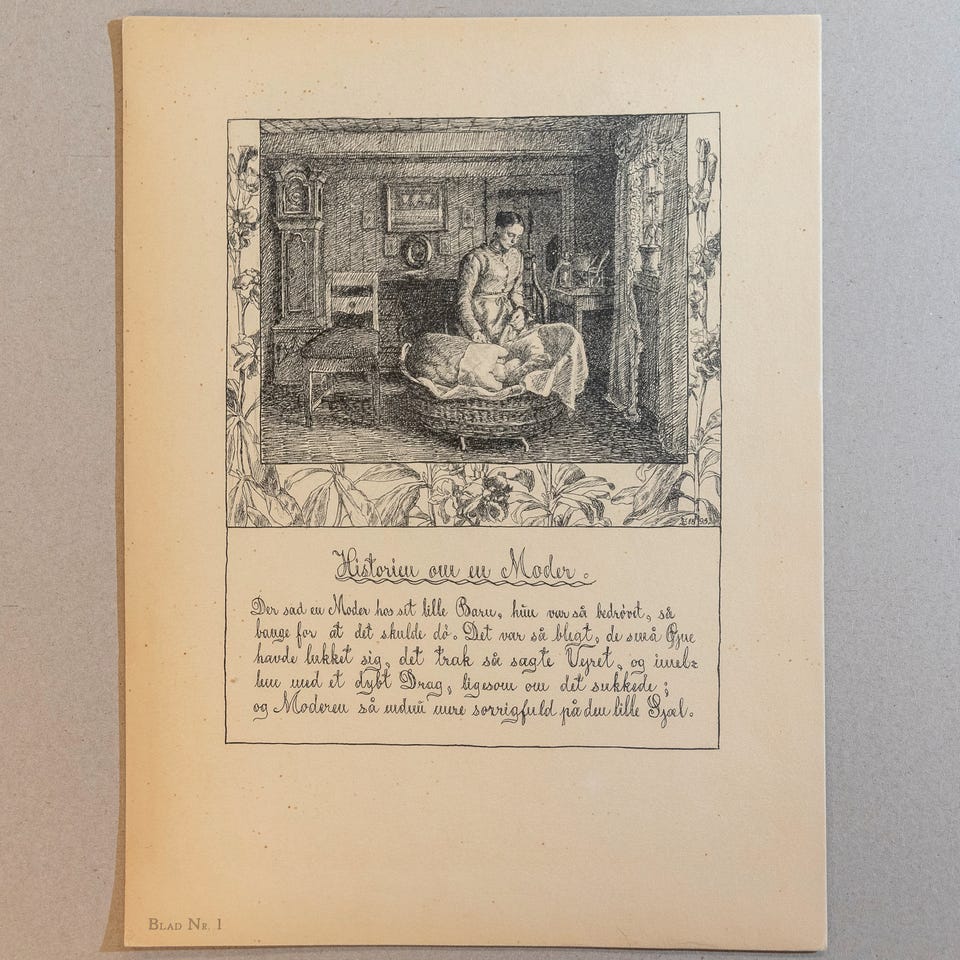 Historien om en Moder.
Der sad en Moder hos sit lille Barn, hun var så bedrøvet, så
bange for at det skulde dö. Det var så blegt, de små Øjne
havde lukket sig, det trak så sagte Vejret, og imel=
lem med et dybt Drag, ligesom om det sukkede;
og Moderen så endnu mere sorrigfuld på den lille Sjæl.
Blad Nr. 1